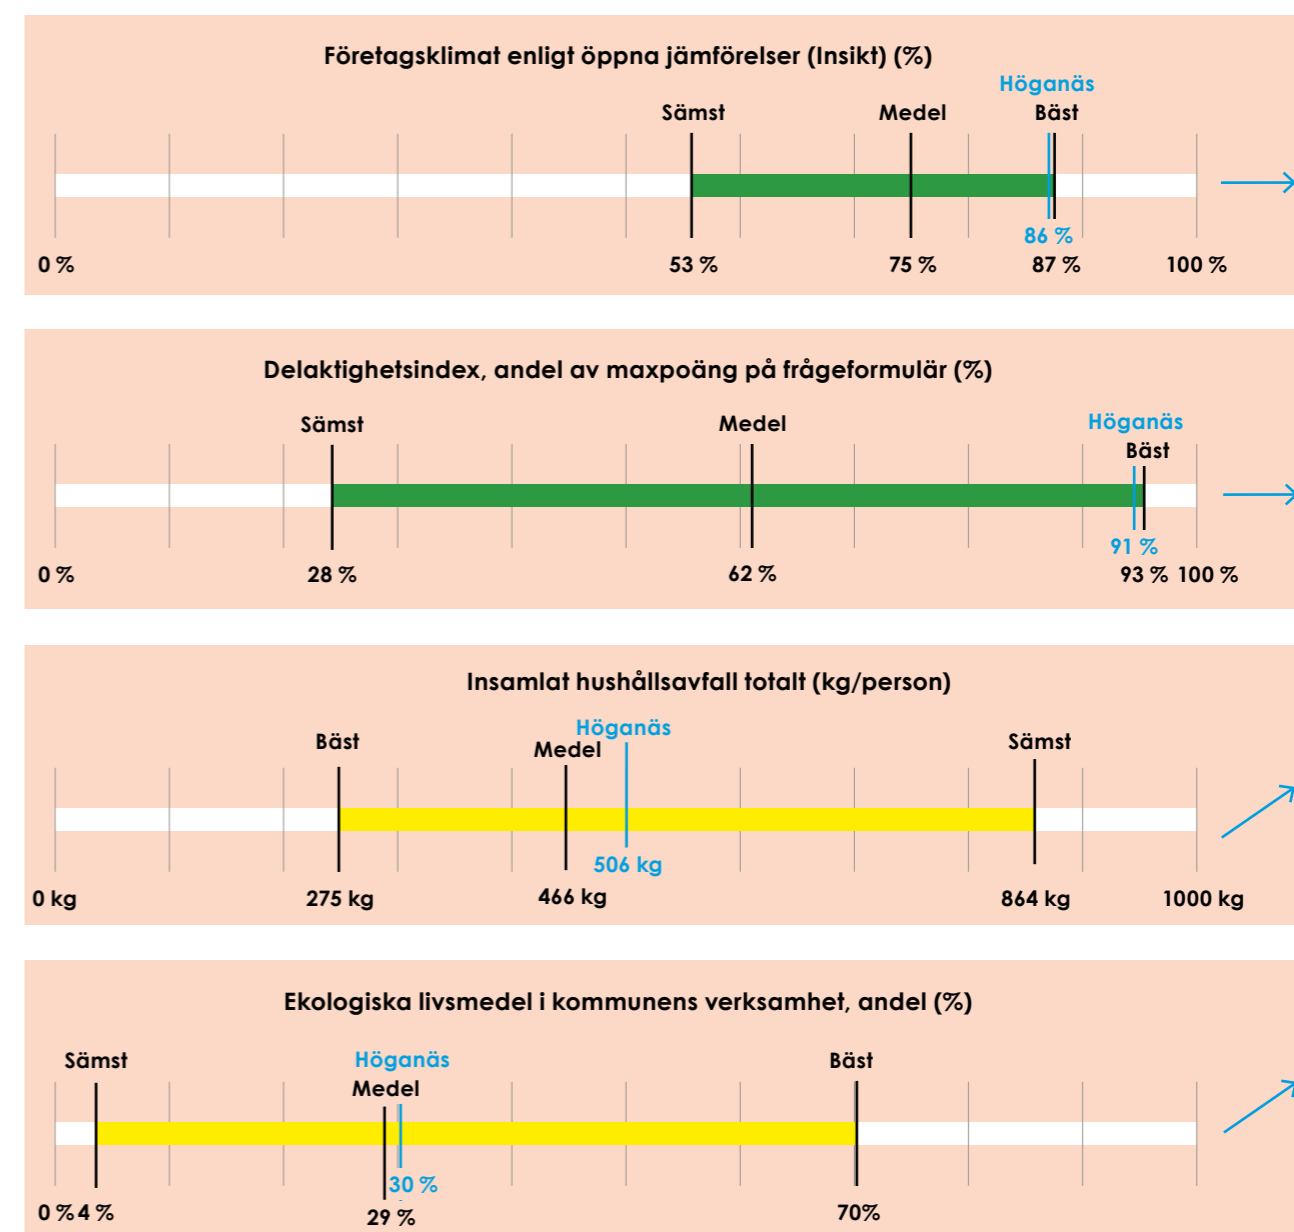 Företagsklimat enligt öppna jämförelser (Insikt) (%)
Höganäs
Sämst Medel Bäst
86 %
0 % 53 % 75 % 87 % 100 %
Delaktighetsindex, andel av maxpoäng på frågeformulär (%)
Sämst Medel Höganäs
Bäst
91 %
0 % 28 % 62 % 93 % 100 %
Insamlat hushållsavfall totalt (kg/person)
Höganäs
Bäst Medel Sämst
506 kg
0 kg 275 kg 466 kg 864 kg 1000 kg
Ekologiska livsmedel i kommunens verksamhet, andel (%)
Sämst Höganäs Bäst
Medel
30 %
0 % 4 % 29 % 70%